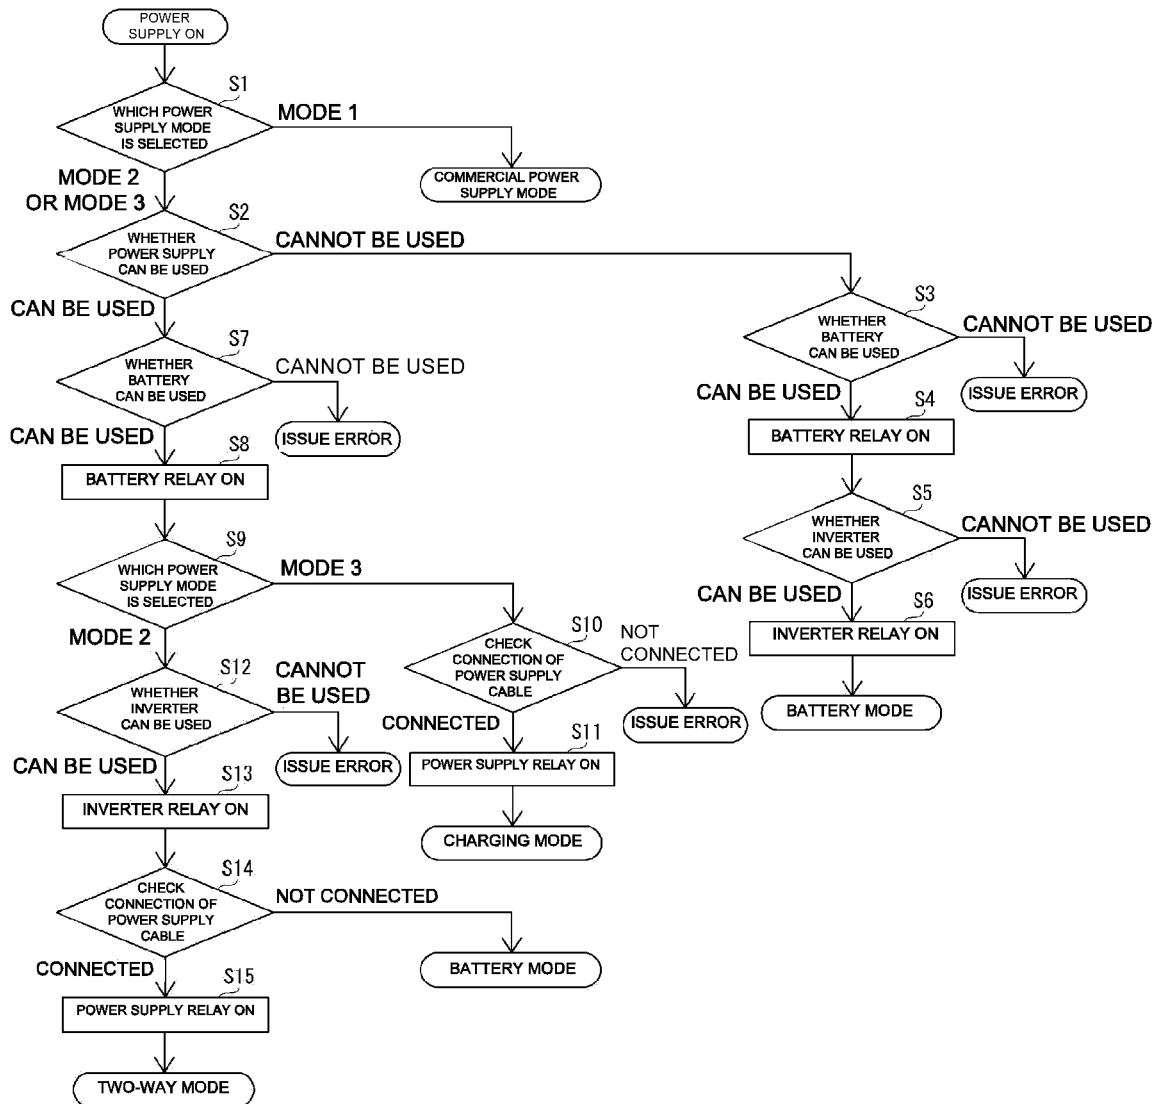 POWER
SUPPLY ON
S1
WHICH POWER
SUPPLY MODE
IS SELECTED
MODE 1
COMMERCIAL POWER
SUPPLY MODE
MODE 2
OR MODE 3
S2
WHETHER
POWER SUPPLY
CAN BE USED
CANNOT BE USED
CAN BE USED
S3
WHETHER
BATTERY
CAN BE USED
CANNOT BE USED
ISSUE ERROR
CAN BE USED
S4
BATTERY RELAY ON
S5
WHETHER
INVERTER
CAN BE USED
CANNOT BE USED
ISSUE ERROR
CAN BE USED
S6
INVERTER RELAY ON
BATTERY MODE
S7
WHETHER
BATTERY
CAN BE USED
CANNOT BE USED
ISSUE ERROR
CAN BE USED
S8
BATTERY RELAY ON
S9
WHICH POWER
SUPPLY MODE
IS SELECTED
MODE 3
S10
CHECK
CONNECTION OF
POWER SUPPLY
CABLE
NOT
CONNECTED
ISSUE ERROR
CONNECTED
S11
POWER SUPPLY RELAY ON
CHARGING MODE
MODE 2
S12
WHETHER
INVERTER
CAN BE USED
CANNOT
BE USED
ISSUE ERROR
CAN BE USED
S13
INVERTER RELAY ON
S14
CHECK
CONNECTION OF
POWER SUPPLY
CABLE
NOT CONNECTED
BATTERY MODE
CONNECTED
S15
POWER SUPPLY RELAY ON
TWO-WAY MODE